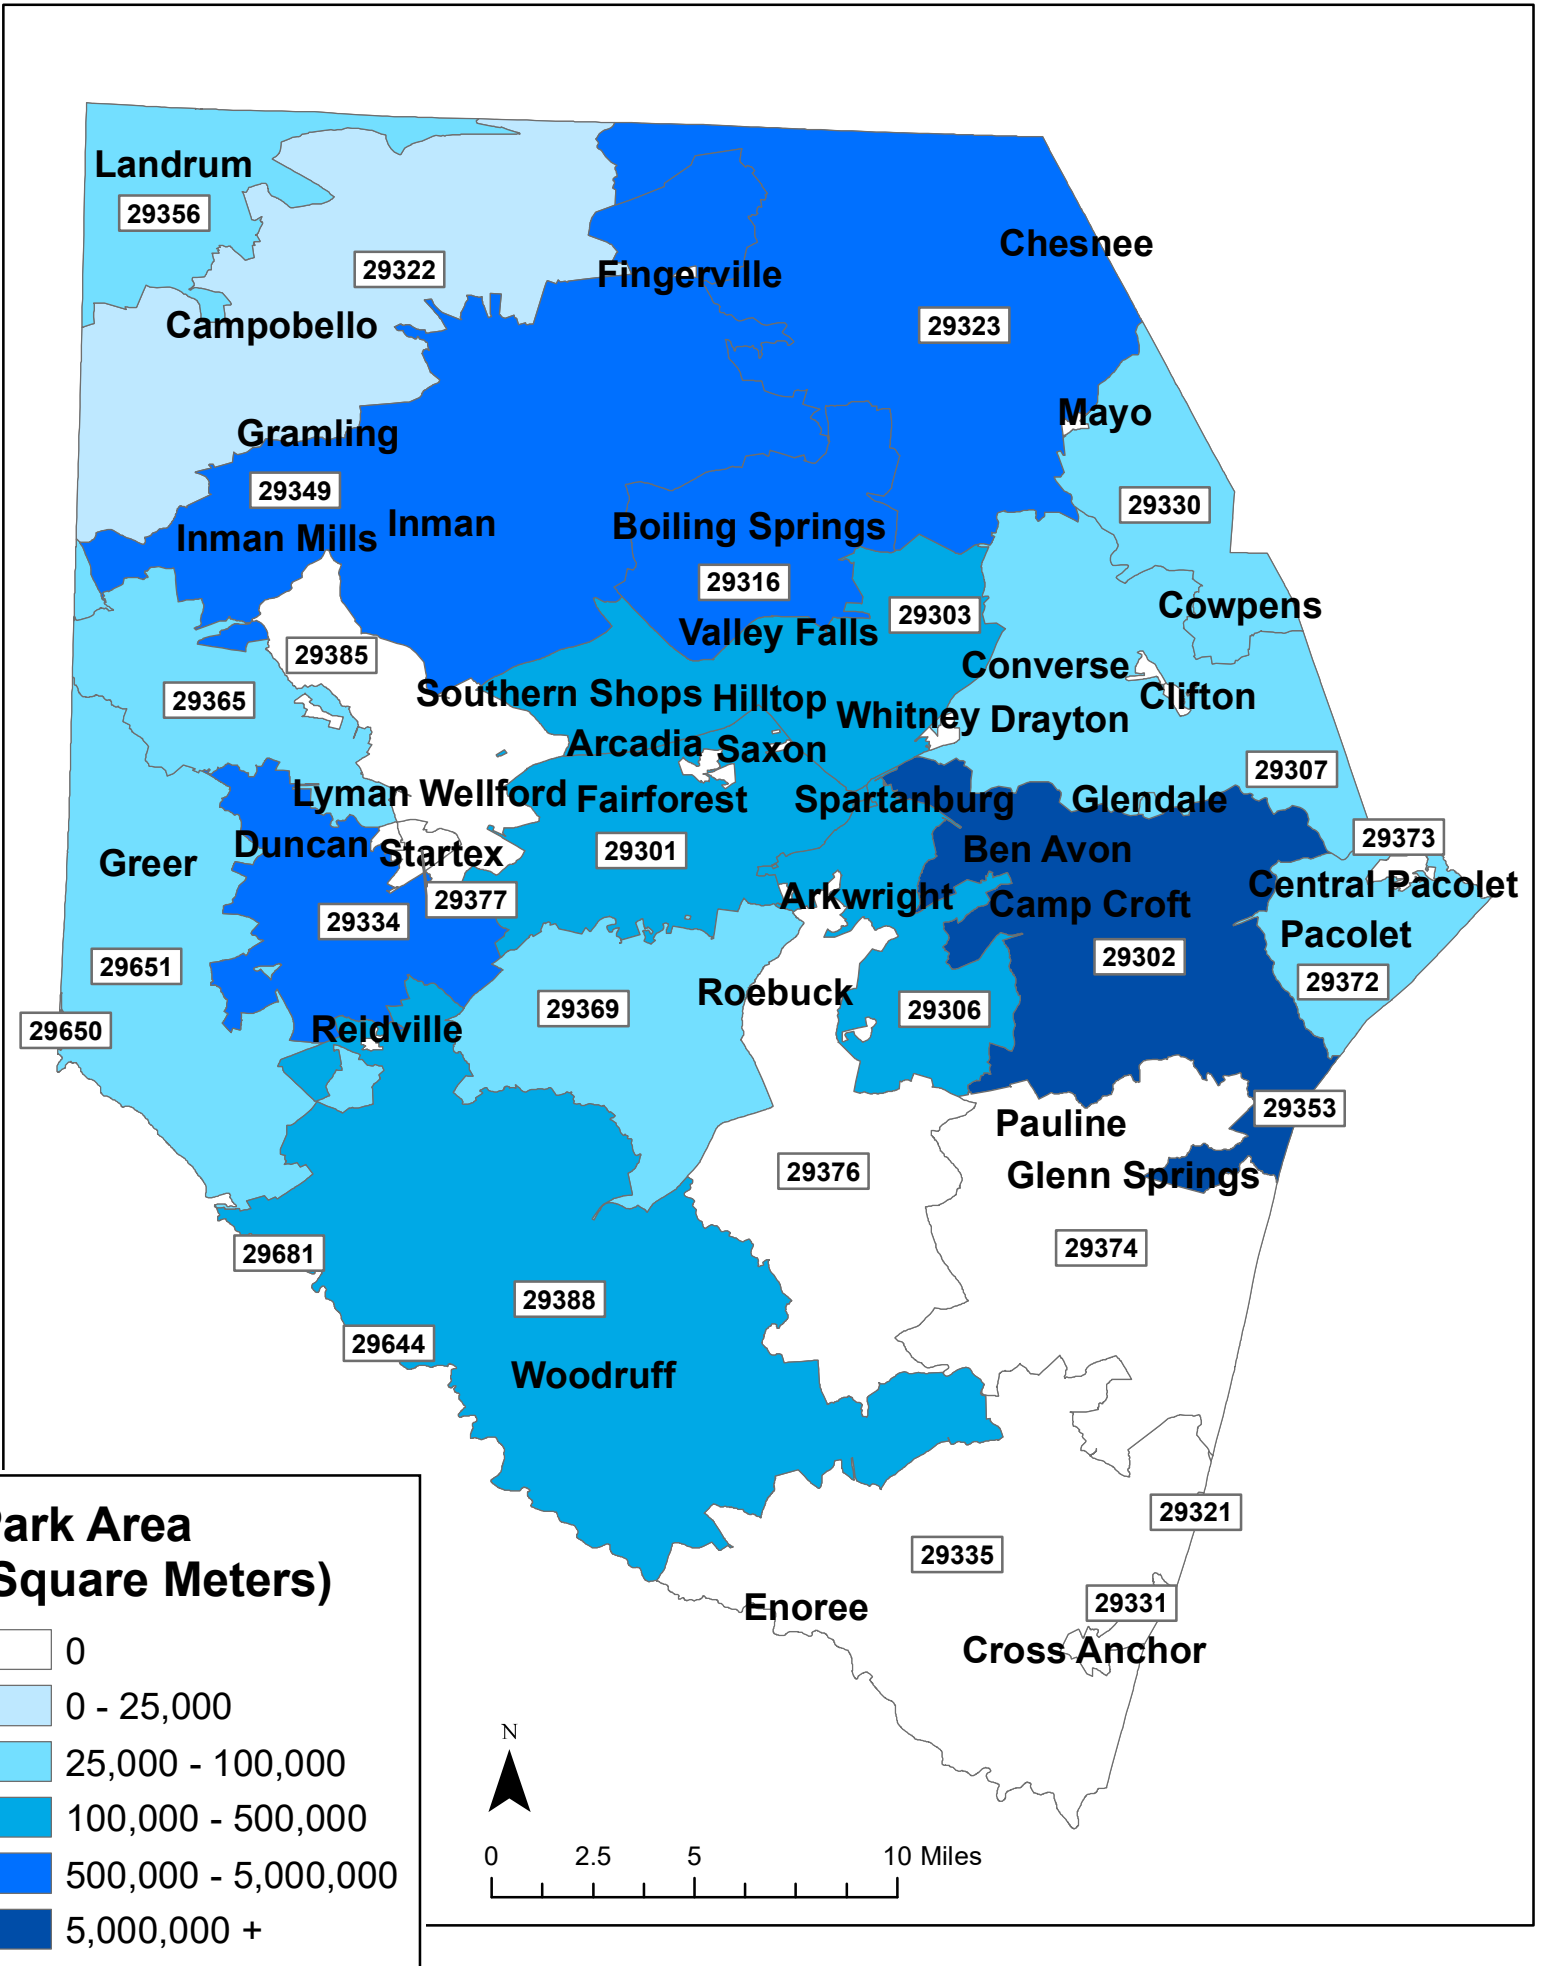 Landrum
29356
Chesnee
29322
Fingerville
Campobello
29323
Mayo
Gramling
29349
29330
Inman
Boiling Springs
Inman Mills
29316
Cowpens
29303
Valley Falls
29385
Converse
Southern Shops
Hilltop
Clifton
29365
Whitney
Drayton
Arcadia
Saxon
29307
Lyman
Wellford
Fairforest
Spartanburg
Glendale
29373
Duncan
Startex
29301
Ben Avon
Greer
Central Pacolet
29377
Arkwright
Camp Croft
29334
Pacolet
29302
29651
29372
Roebuck
29369
29306
29650
Reidville
29353
Pauline
29376
Glenn Springs
29681
29374
29388
29644
Woodruff
29321
29335
29331
Enoree
Cross Anchor
ark Area
Square Meters)
0
0 - 25,000
25,000 - 100,000
100,000 - 500,000
500,000 - 5,000,000
5,000,000 +
N
0 2.5 5 10 Miles